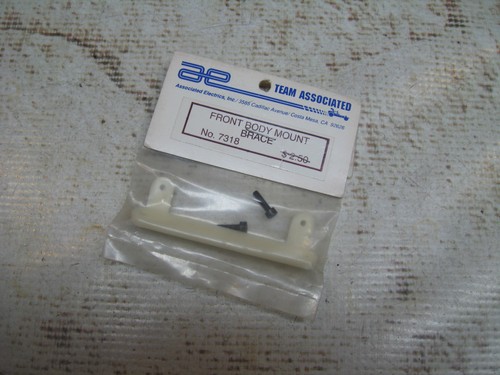 ae TEAM ASSOCIATED
Associated Electrics, Inc./ 3585 Cadillac Avenue/ Costa Mesa, CA 92626
FRONT BODY MOUNT
BRACE
No. 7318 $ 2.50